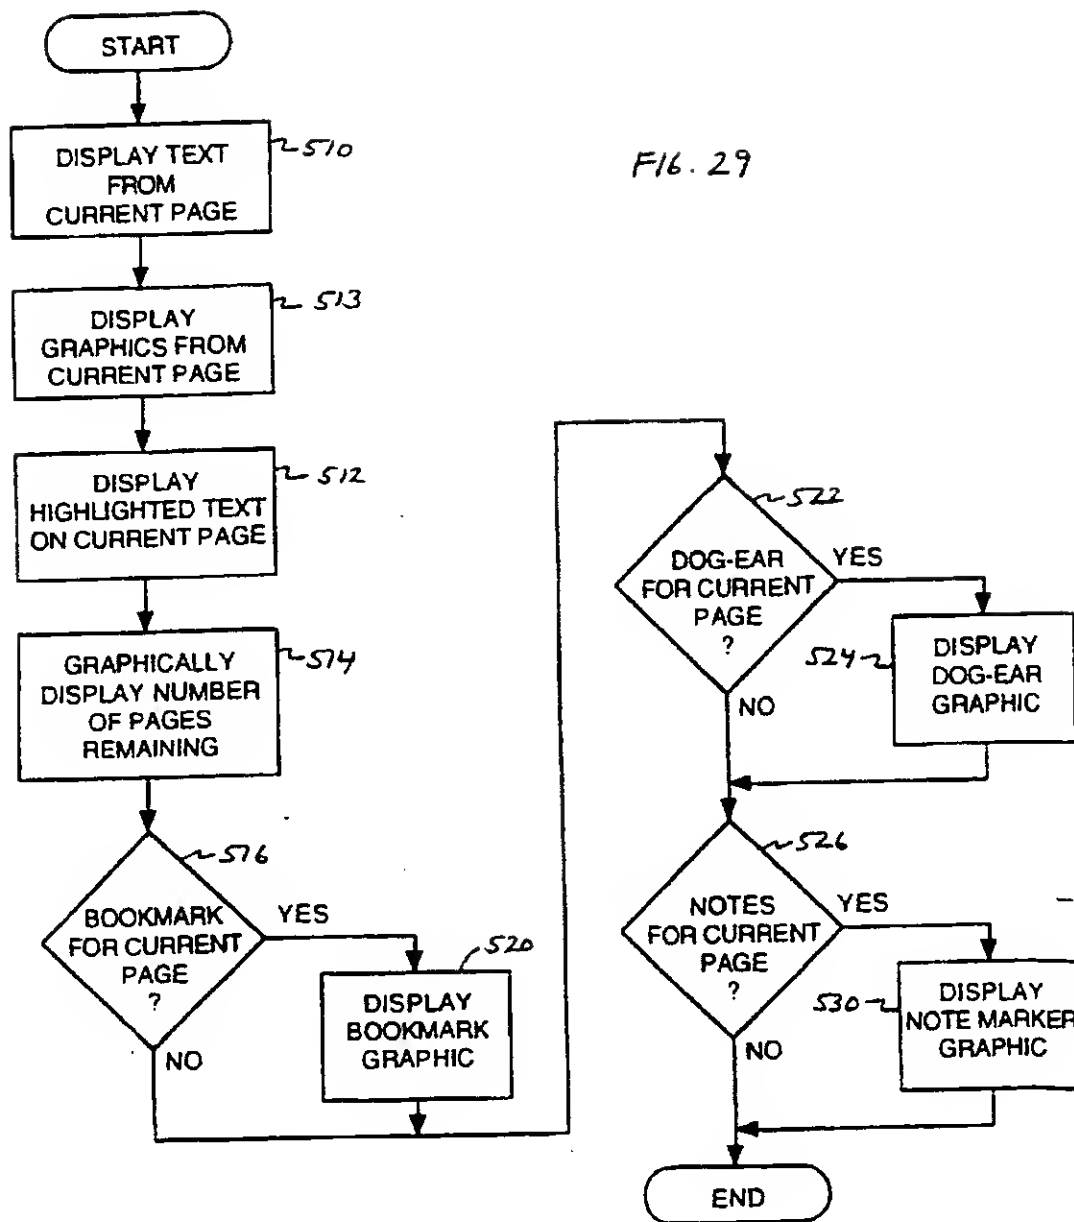 START
DISPLAY TEXT
FROM
CURRENT PAGE
510
FIG. 29
DISPLAY
GRAPHICS FROM
CURRENT PAGE
513
DISPLAY
HIGHLIGHTED TEXT
ON CURRENT PAGE
512
GRAPHICALLY
DISPLAY NUMBER
OF PAGES
REMAINING
514
BOOKMARK
FOR CURRENT
PAGE
?
516
YES
NO
DISPLAY
BOOKMARK
GRAPHIC
520
DOG-EAR
FOR CURRENT
PAGE
?
522
YES
NO
DISPLAY
DOG-EAR
GRAPHIC
524
NOTES
FOR CURRENT
PAGE
?
526
YES
NO
DISPLAY
NOTE MARKER
GRAPHIC
530
END